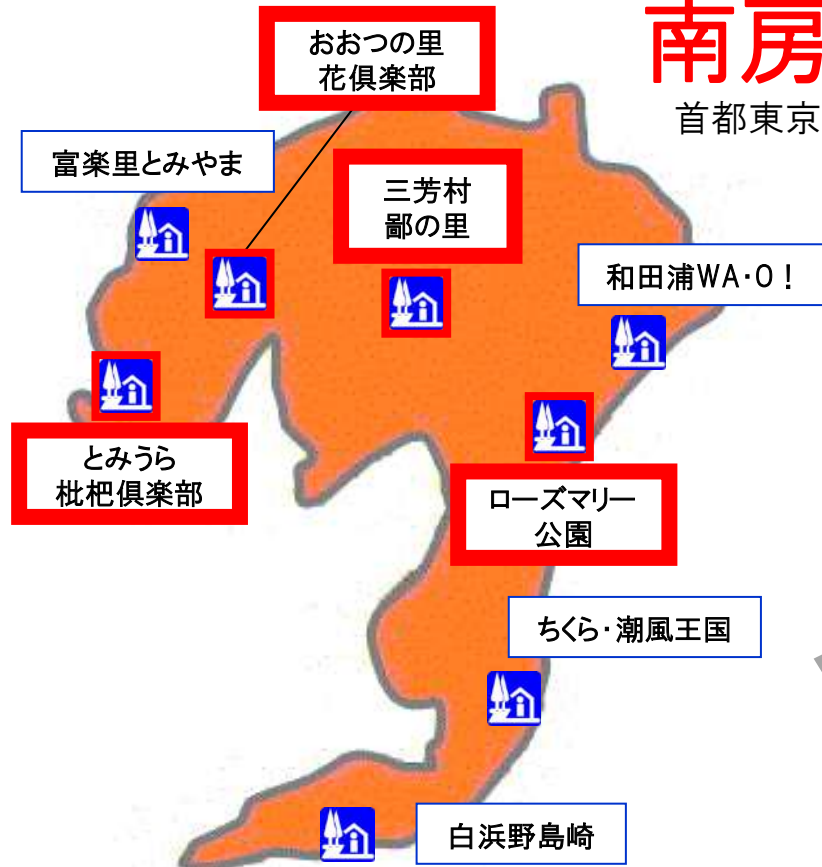 南房
首都東京
おおつの里
花倶楽部
富楽里とみやま
三芳村
鄙の里
和田浦WA・O！
とみうら
枇杷倶楽部
ローズマリー
公園
ちくら・潮風王国
白浜野島崎